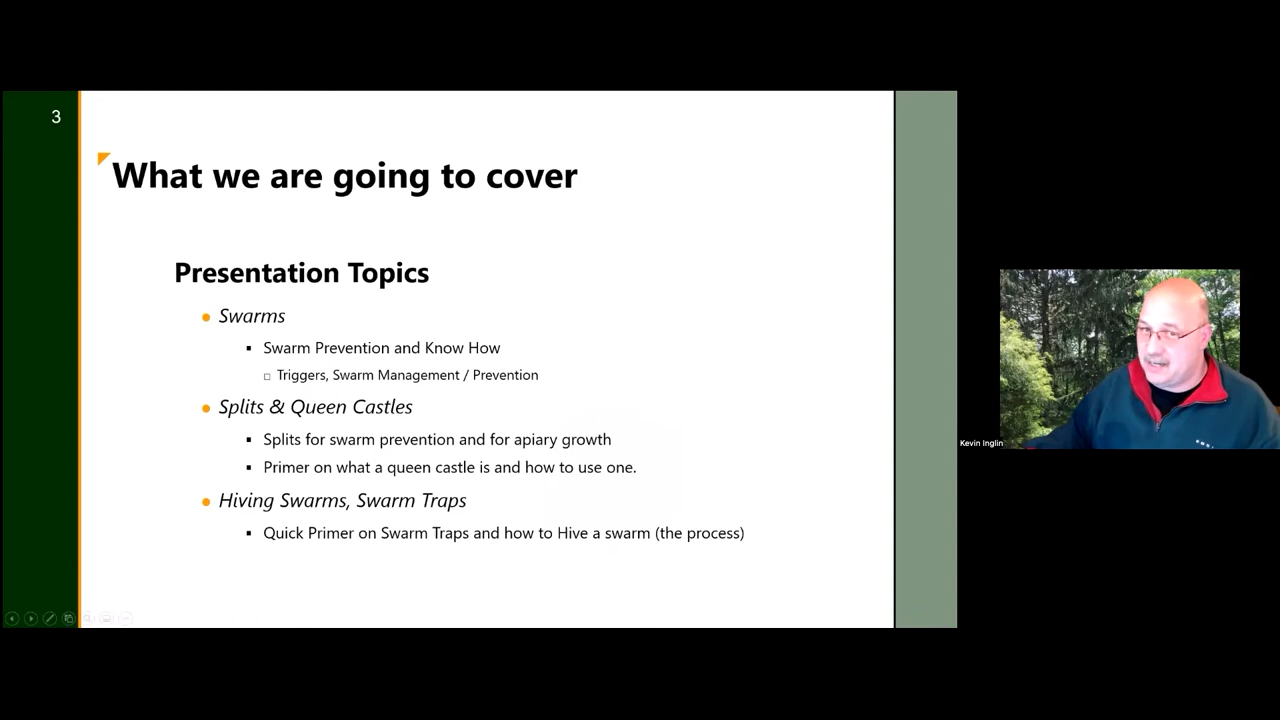 3
What we are going to cover
Presentation Topics
Swarms
Swarm Prevention and Know How
Triggers, Swarm Management / Prevention
Splits & Queen Castles
Splits for swarm prevention and for apiary growth
Primer on what a queen castle is and how to use one.
Hiving Swarms, Swarm Traps
Quick Primer on Swarm Traps and how to Hive a swarm (the process)
Kevin Inglin